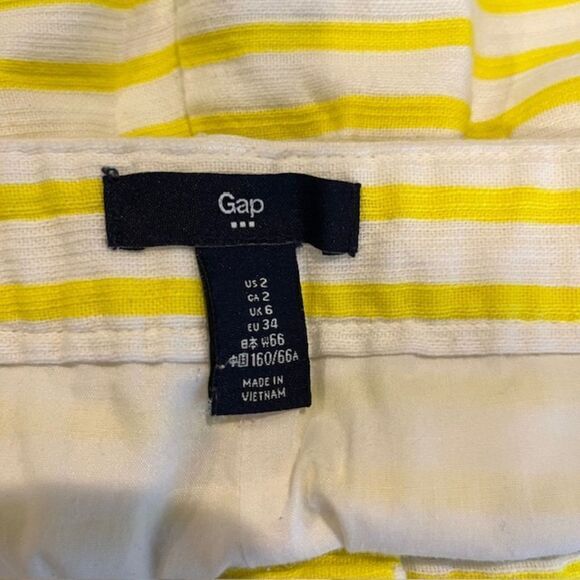 Gap
US 2
CA 2
UK 6
EU 34
日本 W66
中国 160/66A
MADE IN
VIETNAM